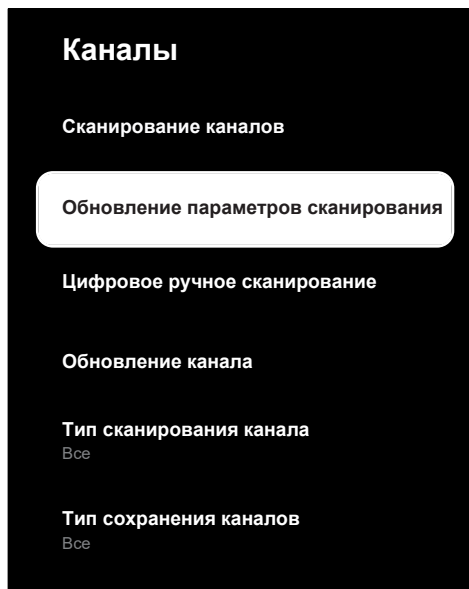 Каналы
Сканирование каналов
Обновление параметров сканирования
Цифровое ручное сканирование
Обновление канала
Тип сканирования канала
Все
Тип сохранения каналов
Все